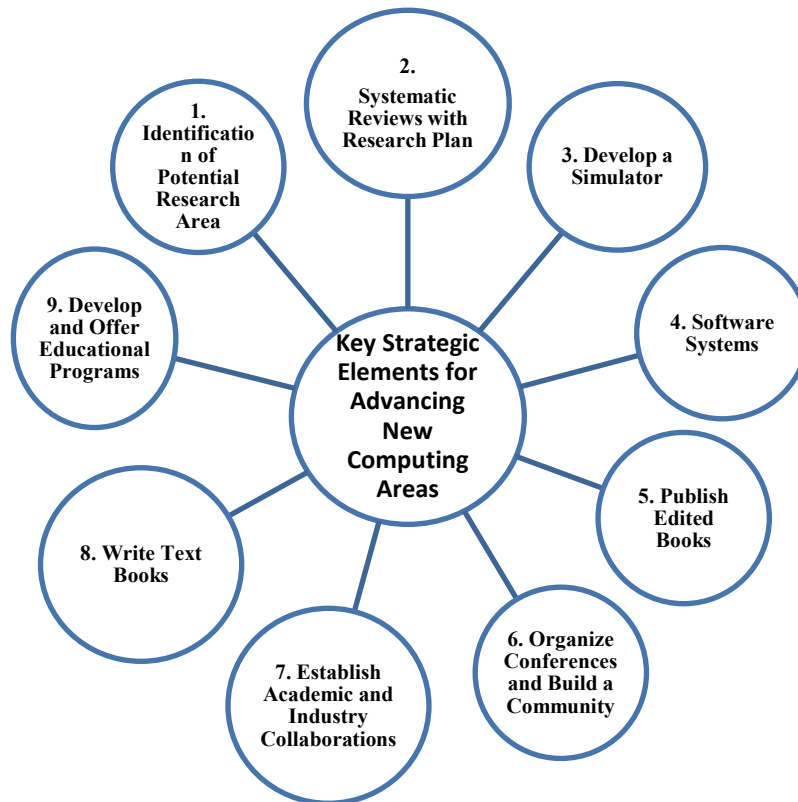 Key Strategic
Elements for
Advancing
New
Computing
Areas
1.
Identificatio
n of
Potential
Research
Area
2.
Systematic
Reviews with
Research Plan
3. Develop a
Simulator
4. Software
Systems
5. Publish
Edited
Books
6. Organize
Conferences
and Build a
Community
7. Establish
Academic and
Industry
Collaborations
8. Write Text
Books
9. Develop
and Offer
Educational
Programs